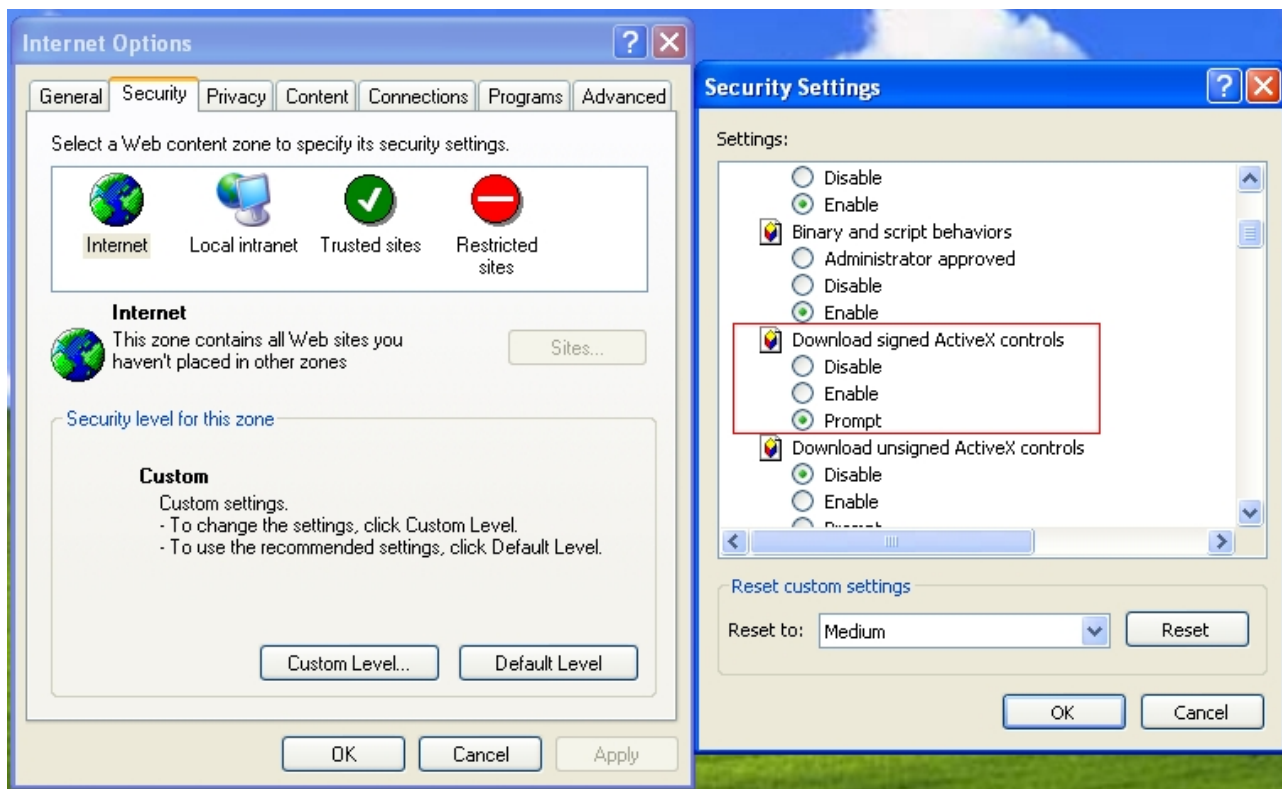 Internet Options
General Security Privacy Content Connections Programs Advanced
Select a Web content zone to specify its security settings.
Internet Local intranet Trusted sites Restricted
sites
Internet
This zone contains all Web sites you
haven't placed in other zones
Sites...
Security level for this zone
Custom
Custom settings.
- To change the settings, click Custom Level.
- To use the recommended settings, click Default Level.
Custom Level... Default Level
OK Cancel Apply
Security Settings
Settings:
Disable
Enable
Binary and script behaviors
Administrator approved
Disable
Enable
Download signed ActiveX controls
Disable
Enable
Prompt
Download unsigned ActiveX controls
Disable
Enable
Reset custom settings
Reset to: Medium Reset
OK Cancel